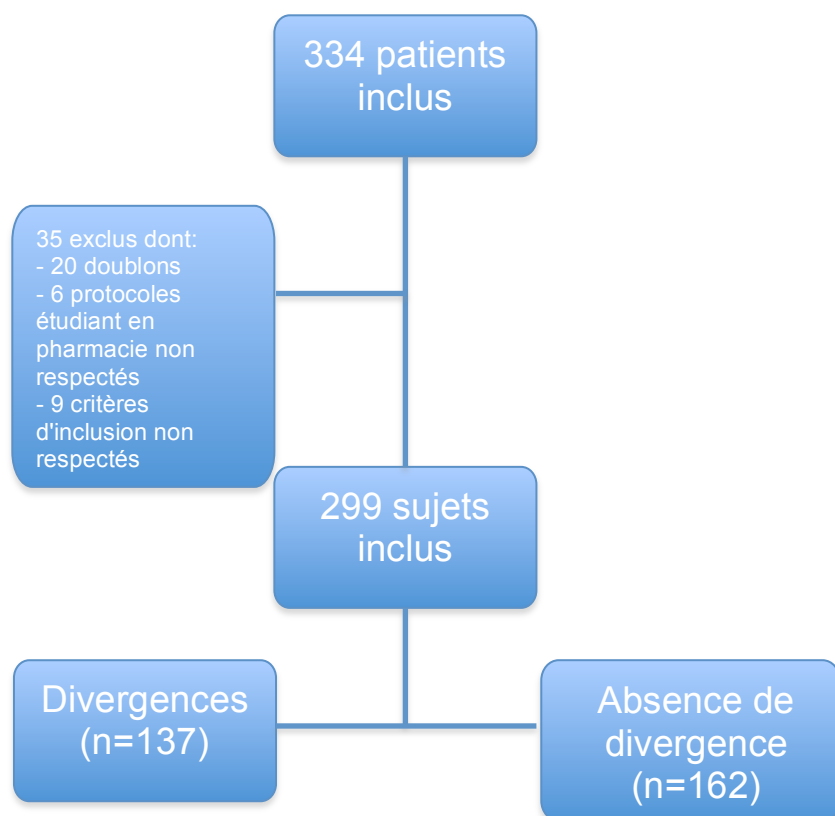 334 patients
inclus
35 exclus dont:
- 20 doublons
- 6 protocoles
étudiant en
pharmacie non
respectés
- 9 critères
d'inclusion non
respectés
299 sujets
inclus
Divergences
(n=137)
Absence de
divergence
(n=162)